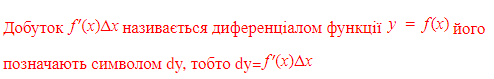 Добуток f′(x)Δx називається диференціалом функції y = f(x) його
позначають символом dy, тобто dy=f′(x)Δx